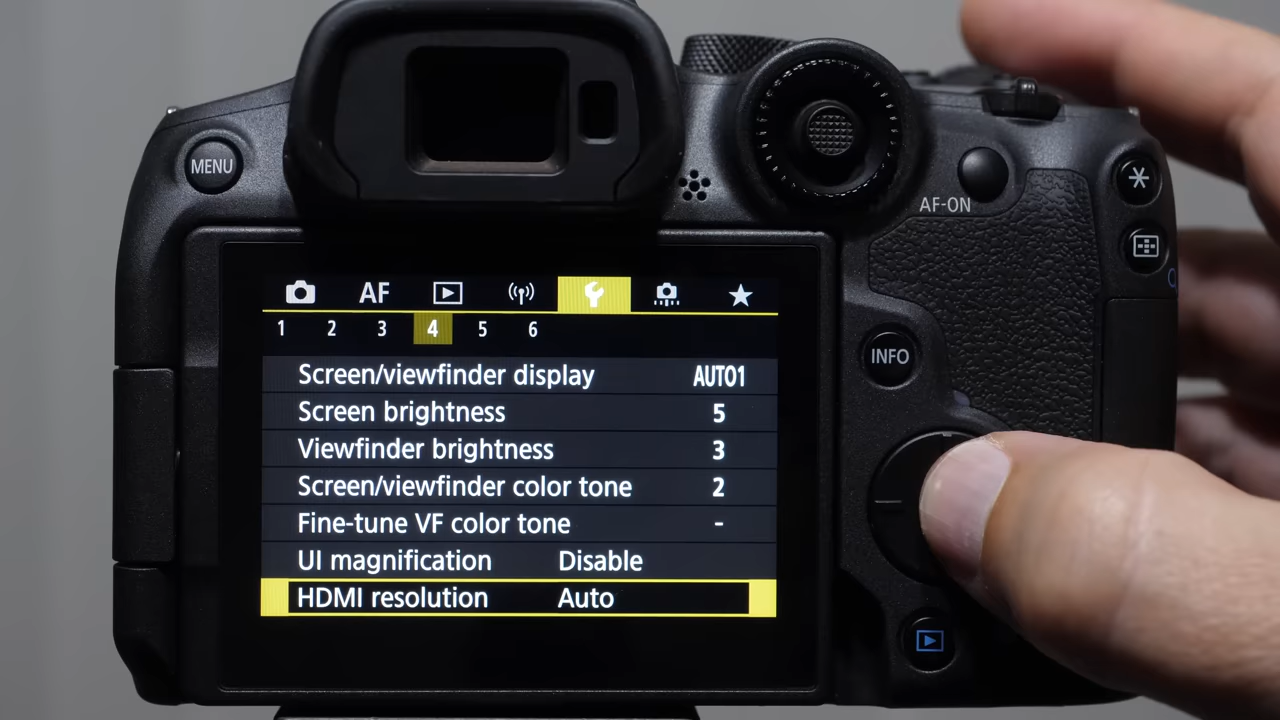 MENU
AF-ON
INFO
AF
1 2 3 4 5 6
Screen/viewfinder display AUTO1
Screen brightness 5
Viewfinder brightness 3
Screen/viewfinder color tone 2
Fine-tune VF color tone -
UI magnification Disable
HDMI resolution Auto